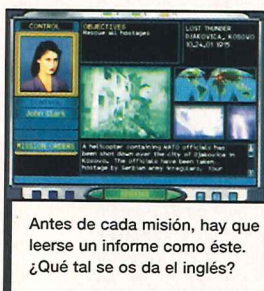 CONTROL
OBJECTIVES
Rescue all hostages
LOST THUNDER
DJAKOVICA, KOSOVO
10.24.01 1915
John Clark
MISSION ORDERS
A helicopter containing NATO officials has
been shot down over the city of Djakovica in
Kosovo. The officials have been taken
hostage by Serbian army irregulars. Your
Antes de cada misión, hay que
leerse un informe como éste.
¿Qué tal se os da el inglés?